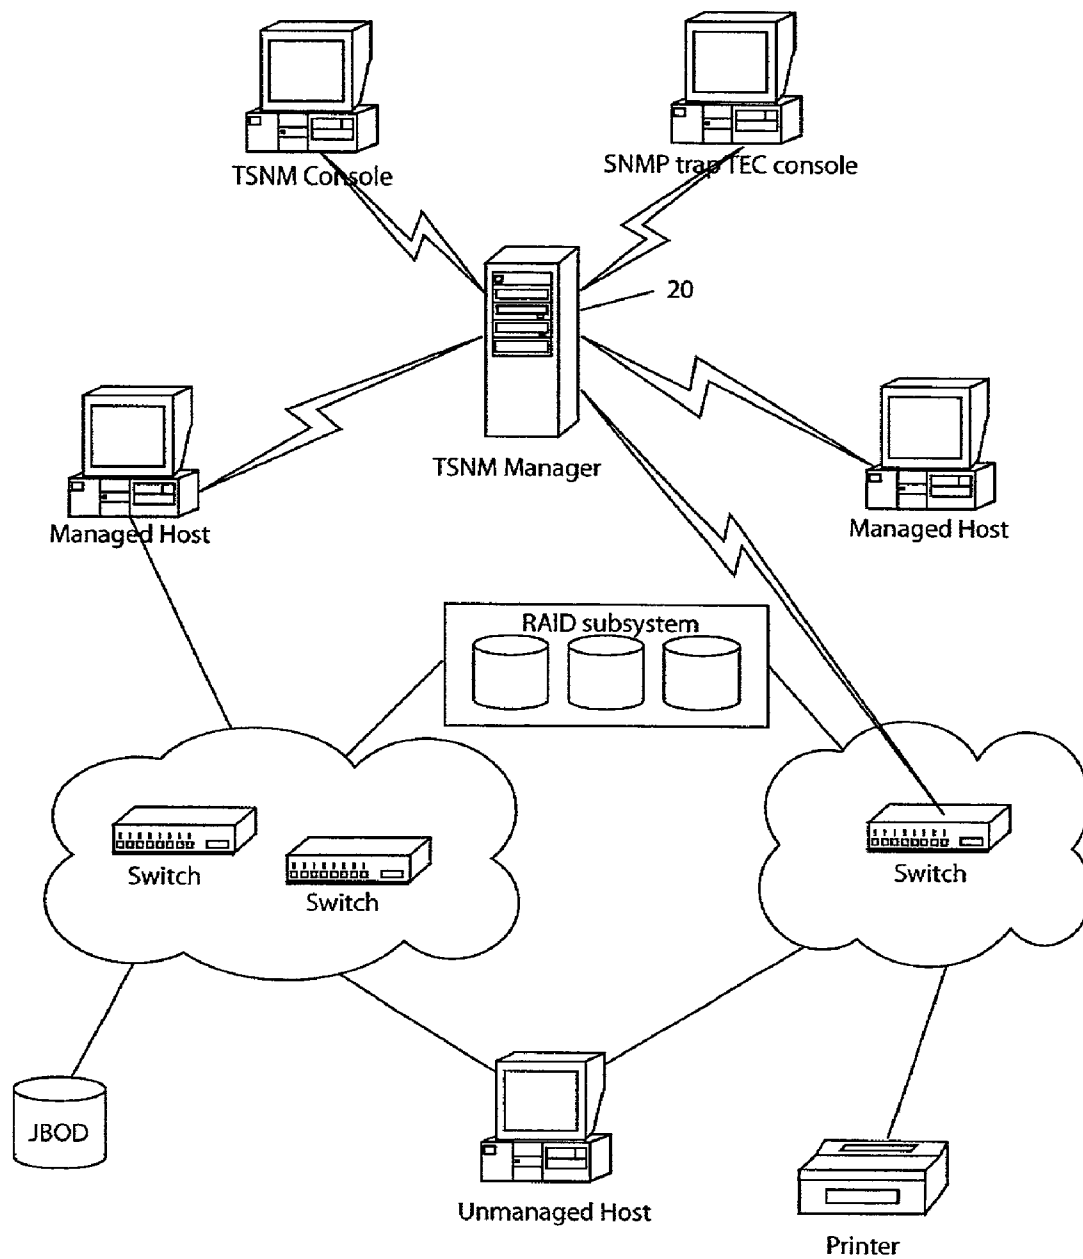 TSNM Console
SNMP trap TEC console
20
TSNM Manager
Managed Host
Managed Host
RAID subsystem
Switch
Switch
Switch
JBOD
Unmanaged Host
Printer